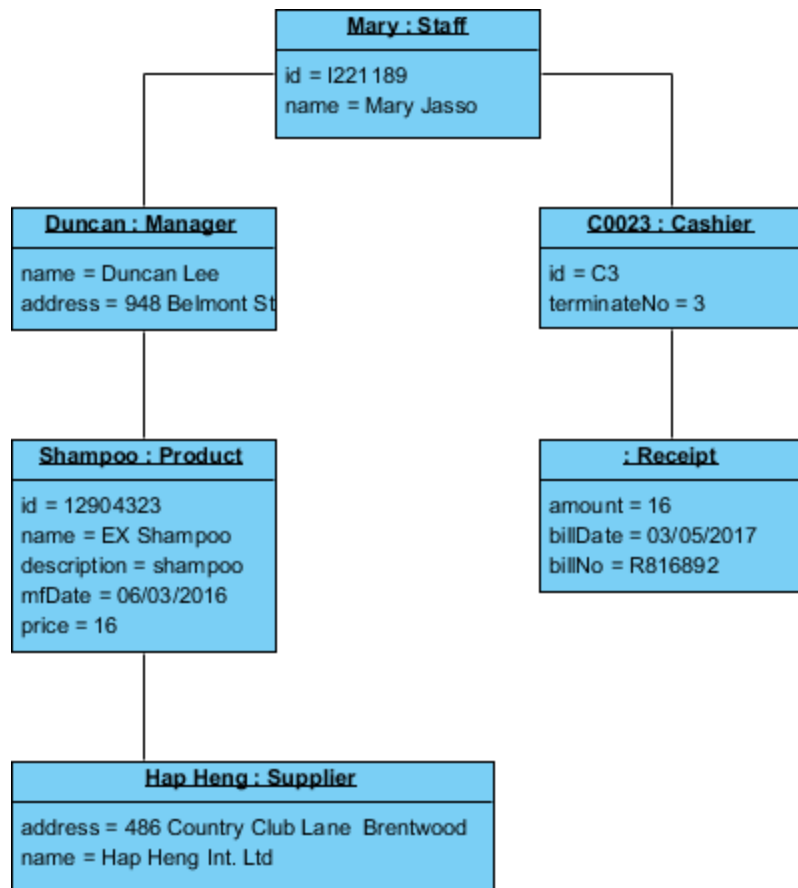 Mary : Staff
id = I221189
name = Mary Jasso
Duncan : Manager
name = Duncan Lee
address = 948 Belmont St
C0023 : Cashier
id = C3
terminateNo = 3
Shampoo : Product
id = 12904323
name = EX Shampoo
description = shampoo
mfDate = 06/03/2016
price = 16
: Receipt
amount = 16
billDate = 03/05/2017
billNo = R816892
Hap Heng : Supplier
address = 486 Country Club Lane  Brentwood
name = Hap Heng Int. Ltd